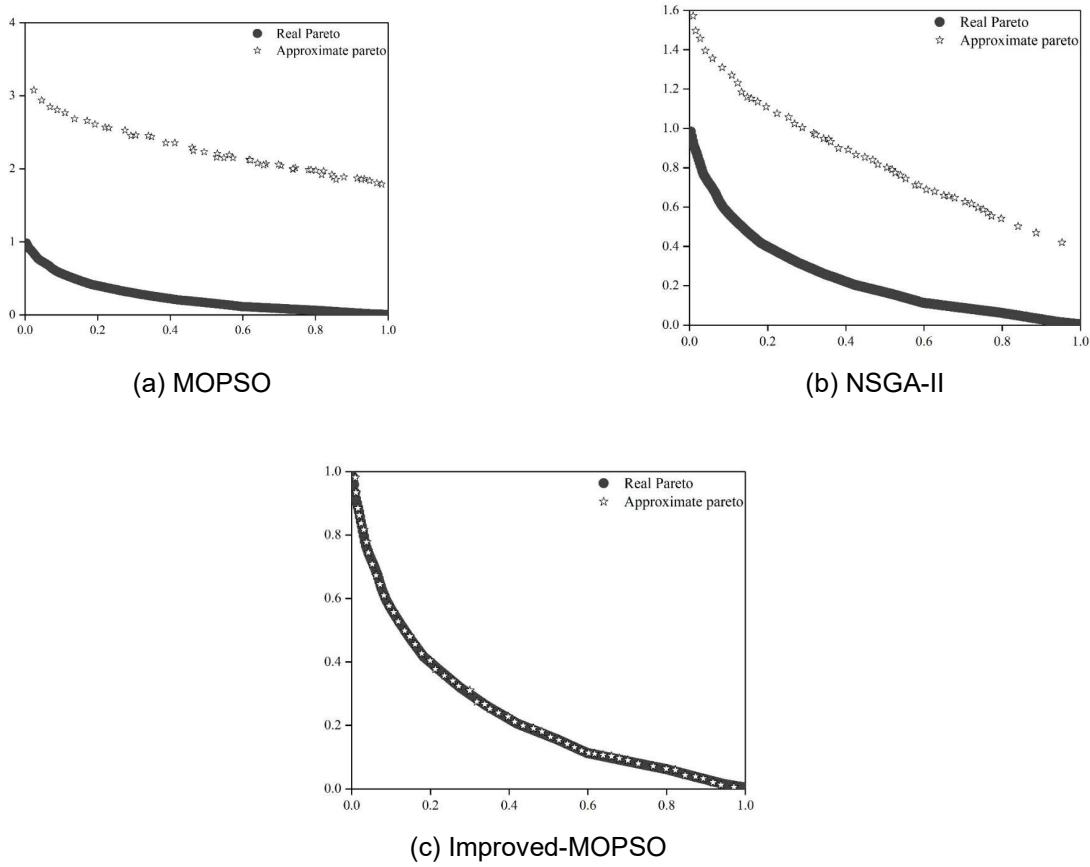 4
3
2
1
0
0.0 0.2 0.4 0.6 0.8 1.0
Real Pareto
Approximate pareto
(a) MOPSO
1.6
1.4
1.2
1.0
0.8
0.6
0.4
0.2
0.0
0.0 0.2 0.4 0.6 0.8 1.0
Real Pareto
Approximate pareto
(b) NSGA-II
1.0
0.8
0.6
0.4
0.2
0.0
0.0 0.2 0.4 0.6 0.8 1.0
Real Pareto
Approximate pareto
(c) Improved-MOPSO